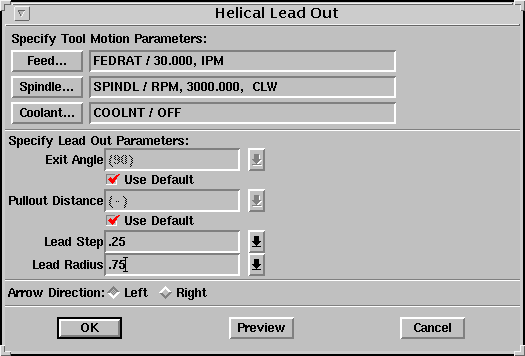 Helical Lead Out
Specify Tool Motion Parameters:
Feed... FEDRAT / 30.000, IPM
Spindle... SPINDL / RPM, 3000.000, CLW
Coolant... COOLNT / OFF
Specify Lead Out Parameters:
Exit Angle (90)
Use Default
Pullout Distance (-)
Use Default
Lead Step .25
Lead Radius .75
Arrow Direction: Left Right
OK Preview Cancel